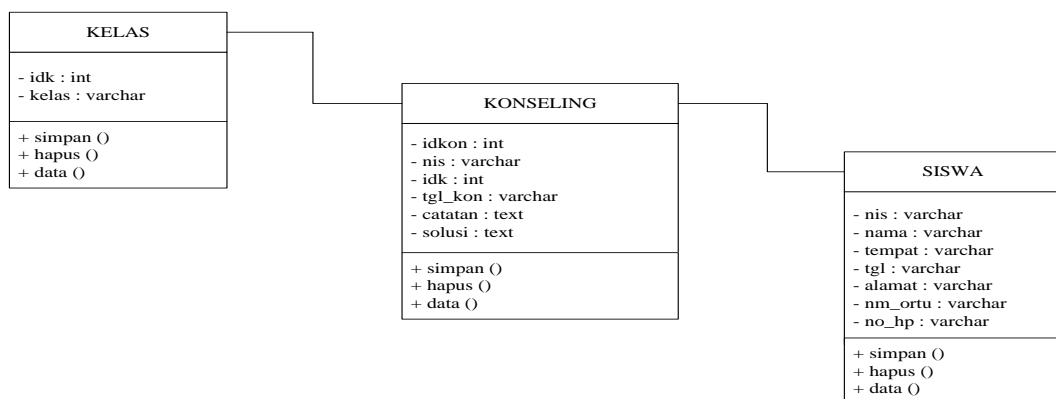 KELAS
- idk : int
- kelas : varchar
+ simpan ()
+ hapus ()
+ data ()
KONSELING
- idkon : int
- nis : varchar
- idk : int
- tgl_kon : varchar
- catatan : text
- solusi : text
+ simpan ()
+ hapus ()
+ data ()
SISWA
- nis : varchar
- nama : varchar
- tempat : varchar
- tgl : varchar
- alamat : varchar
- nm_ortu : varchar
- no_hp : varchar
+ simpan ()
+ hapus ()
+ data ()